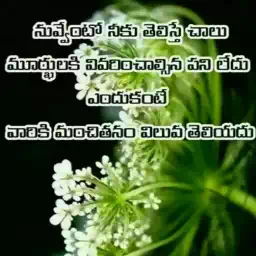 నువ్వేంటో నీకు తెలిస్తే చాలు
మూర్ఖులకి వివరించాల్సిన పని లేదు
ఎందుకంటే
వారికి మంచితనం విలువ తెలియదు